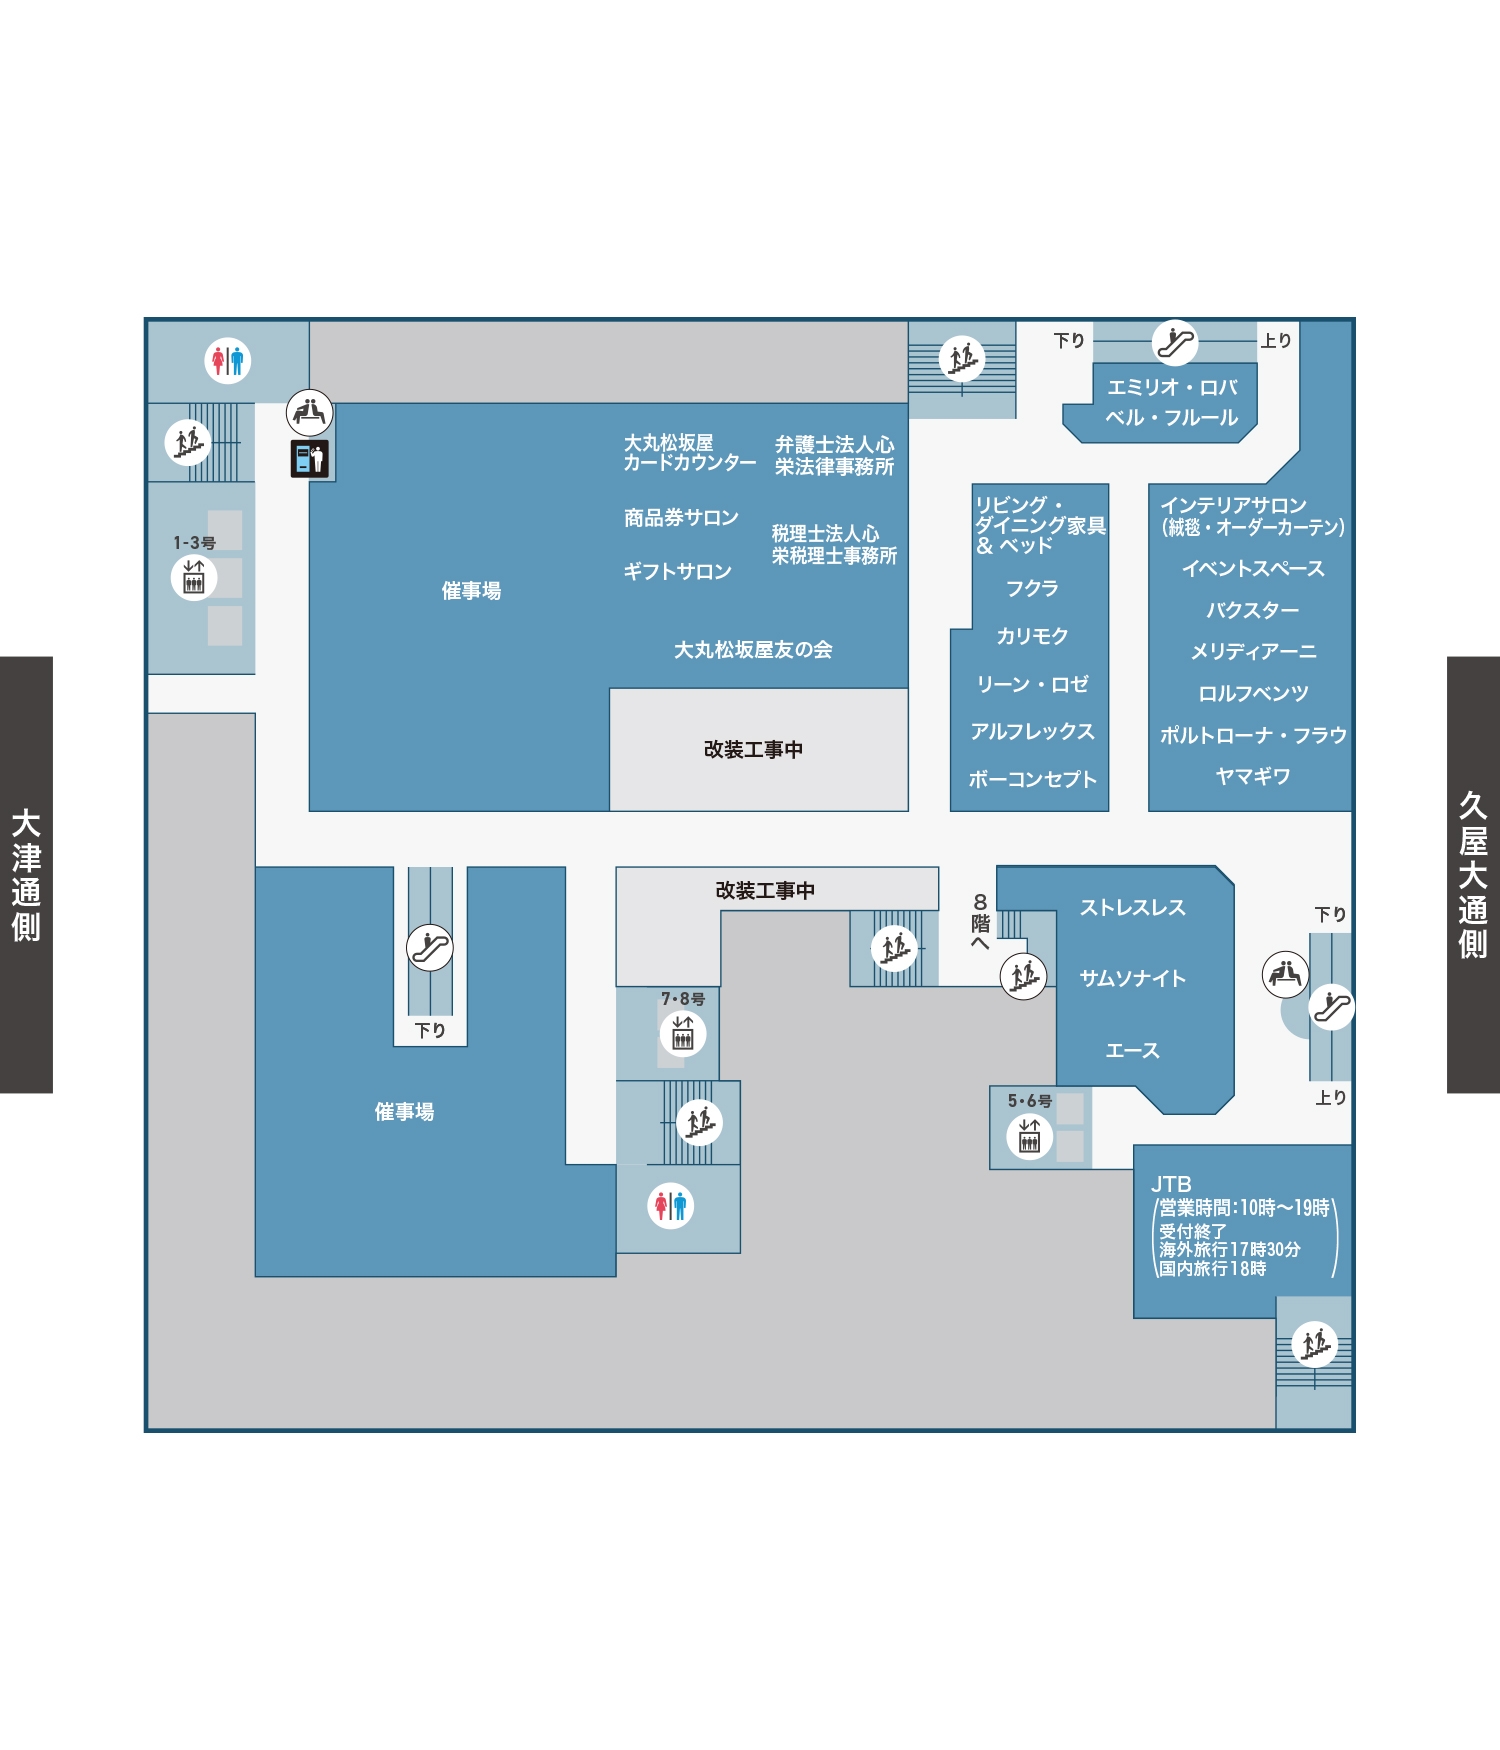 下り
上り
エミリオ・ロバ
ベル・フルール
大丸松坂屋
カードカウンター
弁護士法人心
栄法律事務所
商品券サロン
税理士法人心
栄税理士事務所
ギフトサロン
催事場
大丸松坂屋友の会
改装工事中
1-3号
リビング・
ダイニング家具
& ベッド
フクラ
カリモク
リーン・ロゼ
アルフレックス
ボーコンセプト
インテリアサロン
(絨毯・オーダーカーテン)
イベントスペース
バクスター
メリディアーニ
ロルフベンツ
ポルトローナ・フラウ
ヤマギワ
大津通側
久屋大通側
改装工事中
8階へ
ストレスレス
サムソナイト
エース
下り
上り
下り
催事場
7・8号
5・6号
JTB
(営業時間:10時〜19時
受付終了
海外旅行17時30分
国内旅行18時)